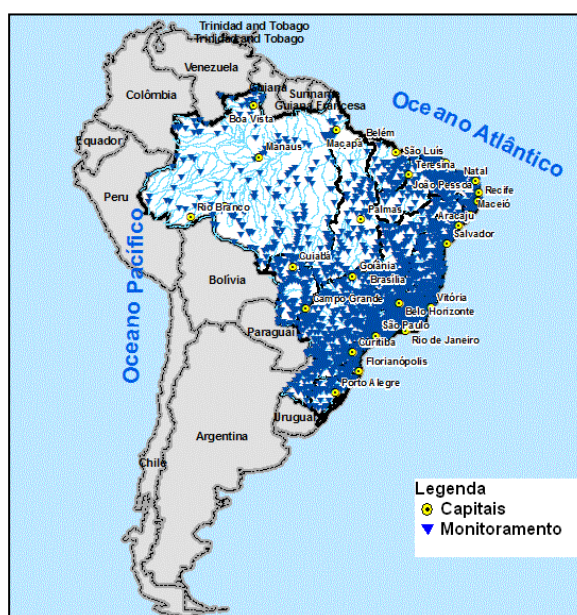 Trinidad and Tobago
Trinidad and Tobago
Venezuela
Colômbia
Guiana
Suriname
Guiana Francesa
Oceano Atlântico
Equador
Boa Vista
Macapá
Belém
São Luís
Manaus
Teresina
Natal
João Pessoa
Recife
Maceió
Peru
Rio Branco
Palmas
Aracaju
Salvador
Oceano Pacífico
Bolívia
Cuiabá
Goiânia
Brasília
Campo Grande
Vitória
Belo Horizonte
São Paulo
Rio de Janeiro
Paraguai
Curitiba
Florianópolis
Porto Alegre
Uruguai
Argentina
Chile
Legenda
Capitais
Monitoramento